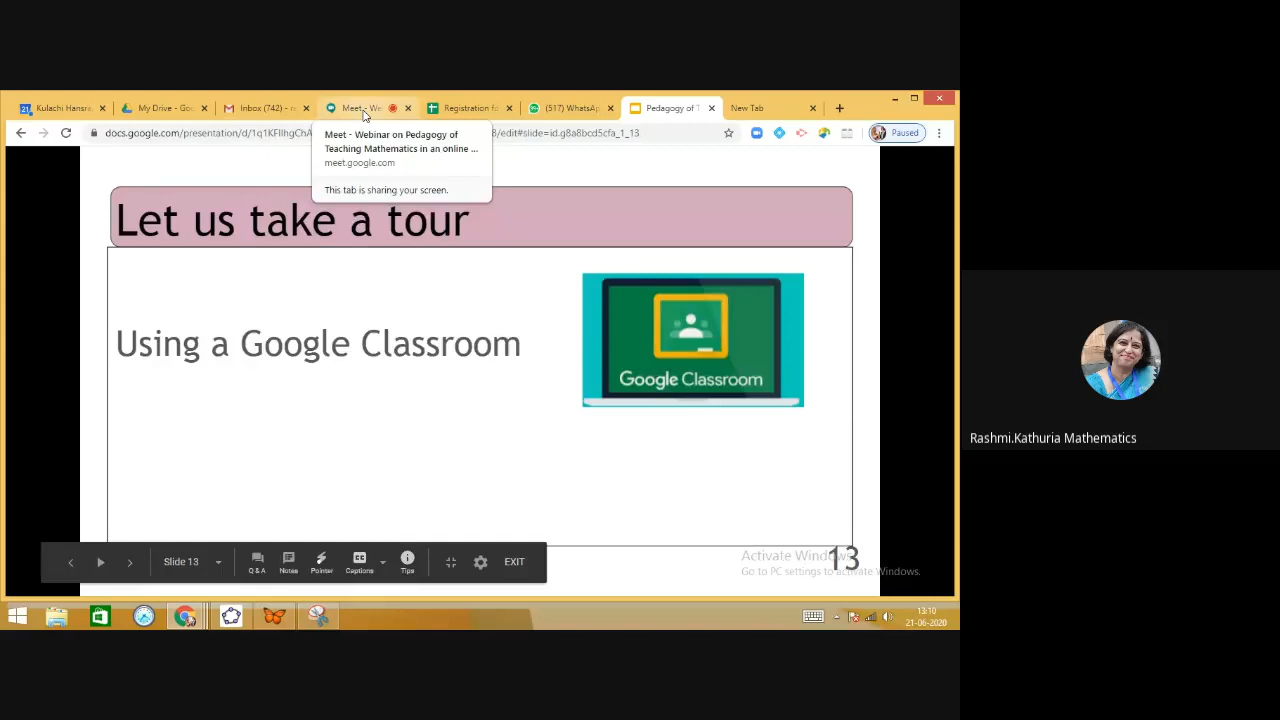 Kulachi Hansra
My Drive - Goo
Inbox (742) - r
Meet - We
Registration fo
(517) WhatsAp
Pedagogy of T
New Tab
docs.google.com/presentation/d/1q1KFIlhgChA
8/edit#slide=id.g8a8bcd5cfa_1_13
Paused
Meet - Webinar on Pedagogy of
Teaching Mathematics in an online ...
meet.google.com
This tab is sharing your screen.
Let us take a tour
Using a Google Classroom
Google Classroom
Rashmi.Kathuria Mathematics
Slide 13
Q & A
Notes
Pointer
Captions
Tips
EXIT
Activate Windows
13
Go to PC settings to activate Windows.
13:10
21-06-2020